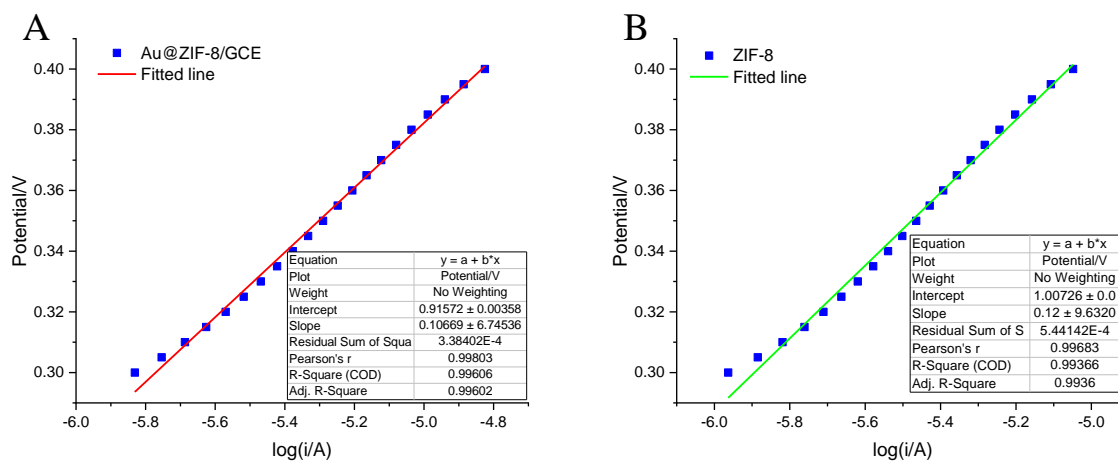 A
Au@ZIF-8/GCE
Fitted line
0.40
0.38
0.36
0.34
0.32
0.30
Potential/V
-6.0 -5.8 -5.6 -5.4 -5.2 -5.0 -4.8
log(i/A)
Equation y = a + b*x
Plot Potential/V
Weight No Weighting
Intercept 0.91572 ± 0.00358
Slope 0.10669 ± 6.74536
Residual Sum of Squa 3.38402E-4
Pearson's r 0.99803
R-Square (COD) 0.99606
Adj. R-Square 0.99602
B
ZIF-8
Fitted line
0.40
0.38
0.36
0.34
0.32
0.30
Potential/V
-6.0 -5.8 -5.6 -5.4 -5.2 -5.0
log(i/A)
Equation y = a + b*x
Plot Potential/V
Weight No Weighting
Intercept 1.00726 ± 0.0
Slope 0.12 ± 9.6320
Residual Sum of S 5.44142E-4
Pearson's r 0.99683
R-Square (COD) 0.99366
Adj. R-Square 0.9936